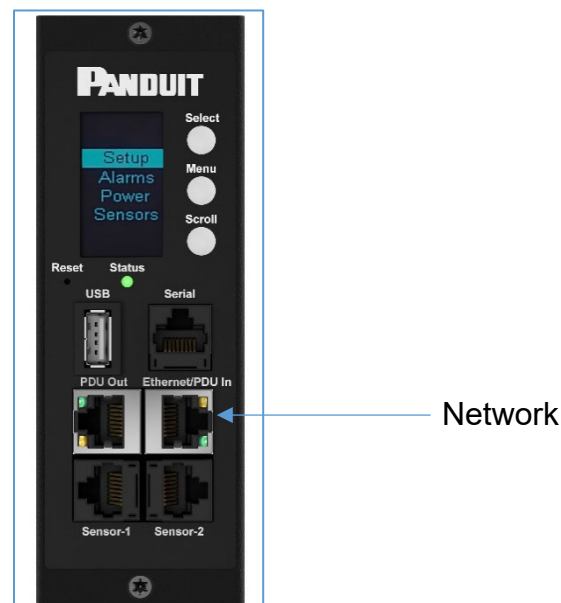 PANDUIT
Select
Setup
Alarms
Menu
Power
Sensors
Scroll
Reset Status
USB Serial
PDU Out Ethernet/PDU In
Network
Sensor-1 Sensor-2